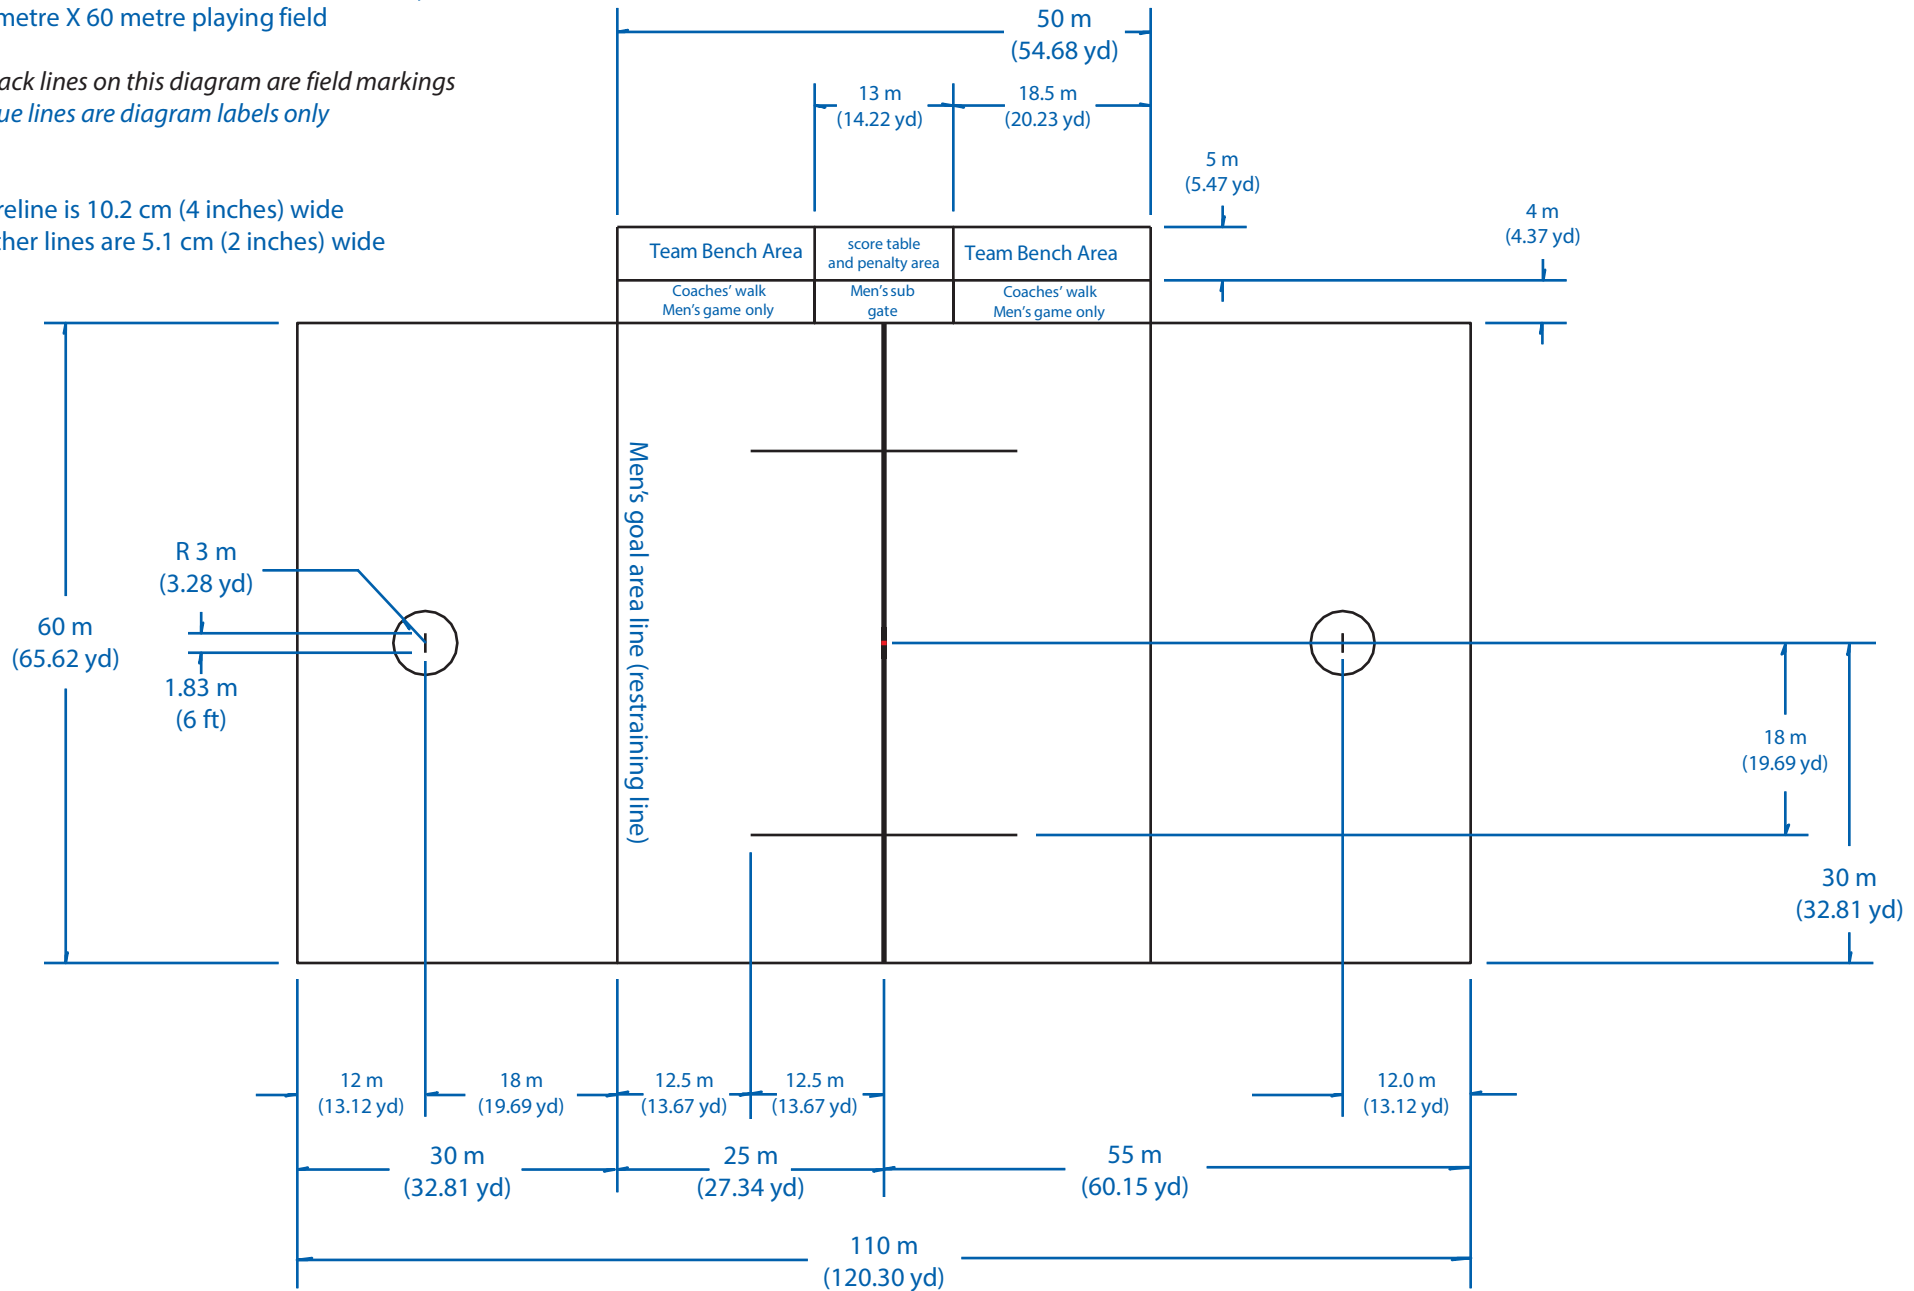 metre X 60 metre playing field
lines on this diagram are field markings
lines are diagram labels only
is 10.2 cm (4 inches) wide
lines are 5.1 cm (2 inches) wide
50 m
(54.68 yd)
13 m
(14.22 yd)
18.5 m
(20.23 yd)
5 m
(5.47 yd)
4 m
(4.37 yd)
Team Bench Area
score table
and penalty area
Team Bench Area
Coaches' walk
Men's game only
Men's sub
gate
Coaches' walk
Men's game only
Men's goal area line (restraining line)
R 3 m
(3.28 yd)
60 m
(65.62 yd)
1.83 m
(6 ft)
18 m
(19.69 yd)
30 m
(32.81 yd)
12 m
(13.12 yd)
18 m
(19.69 yd)
12.5 m
(13.67 yd)
12.5 m
(13.67 yd)
12.0 m
(13.12 yd)
30 m
(32.81 yd)
25 m
(27.34 yd)
55 m
(60.15 yd)
110 m
(120.30 yd)